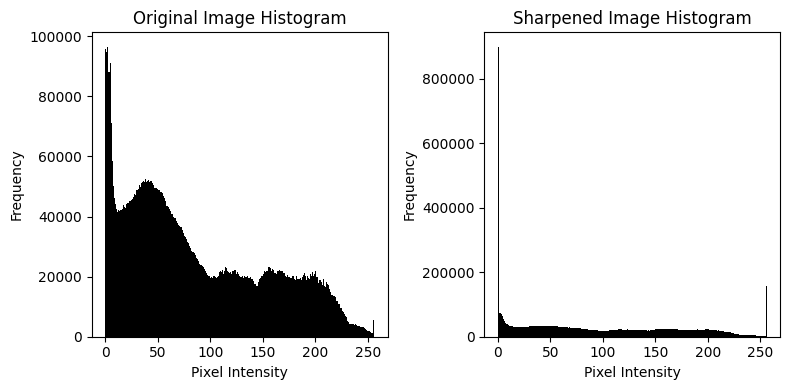 Original Image Histogram
Frequency
100000
80000
60000
40000
20000
0
0 50 100 150 200 250
Pixel Intensity
Sharpened Image Histogram
Frequency
800000
600000
400000
200000
0
0 50 100 150 200 250
Pixel Intensity